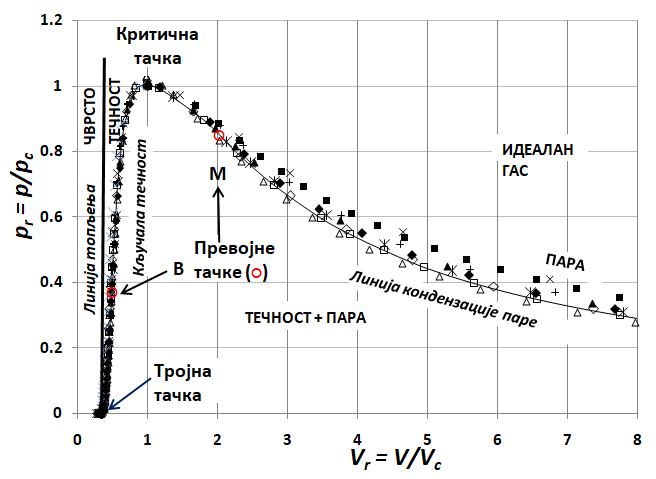 1.2
1
0.8
0.6
0.4
0.2
0
p_r = p/p_c
Критична
тачка
ЧВРСТО
ТЕЧНОСТ
Линија топљења
Кључала течност
М
В
Превојне
тачке (○)
ИДЕАЛАН
ГАС
ПАРА
Линија кондензације паре
ТЕЧНОСТ + ПАРА
Тројна
тачка
0 1 2 3 4 5 6 7 8
V_r = V/V_c